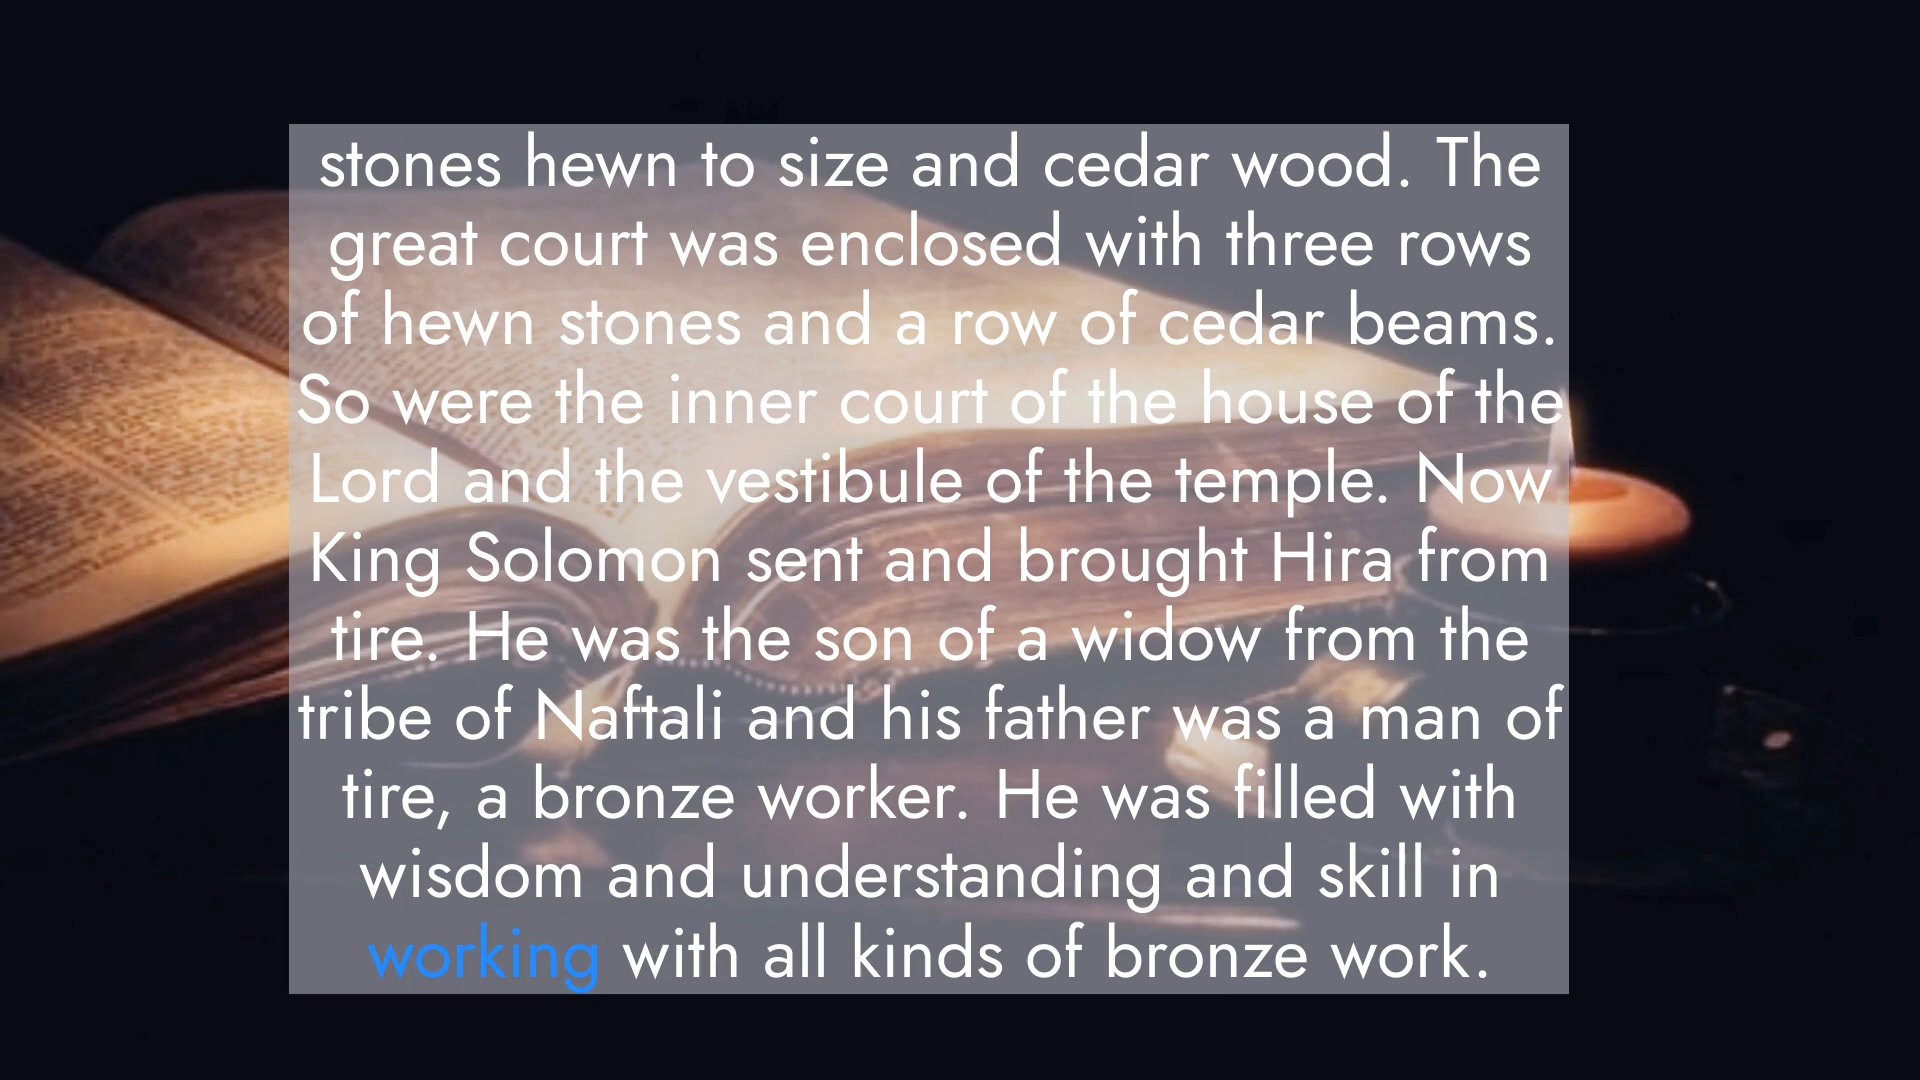 stones hewn to size and cedar wood. The
great court was enclosed with three rows
of hewn stones and a row of cedar beams.
So were the inner court of the house of the
Lord and the vestibule of the temple. Now
King Solomon sent and brought Hira from
tire. He was the son of a widow from the
tribe of Naftali and his father was a man of
tire, a bronze worker. He was filled with
wisdom and understanding and skill in
working with all kinds of bronze work.